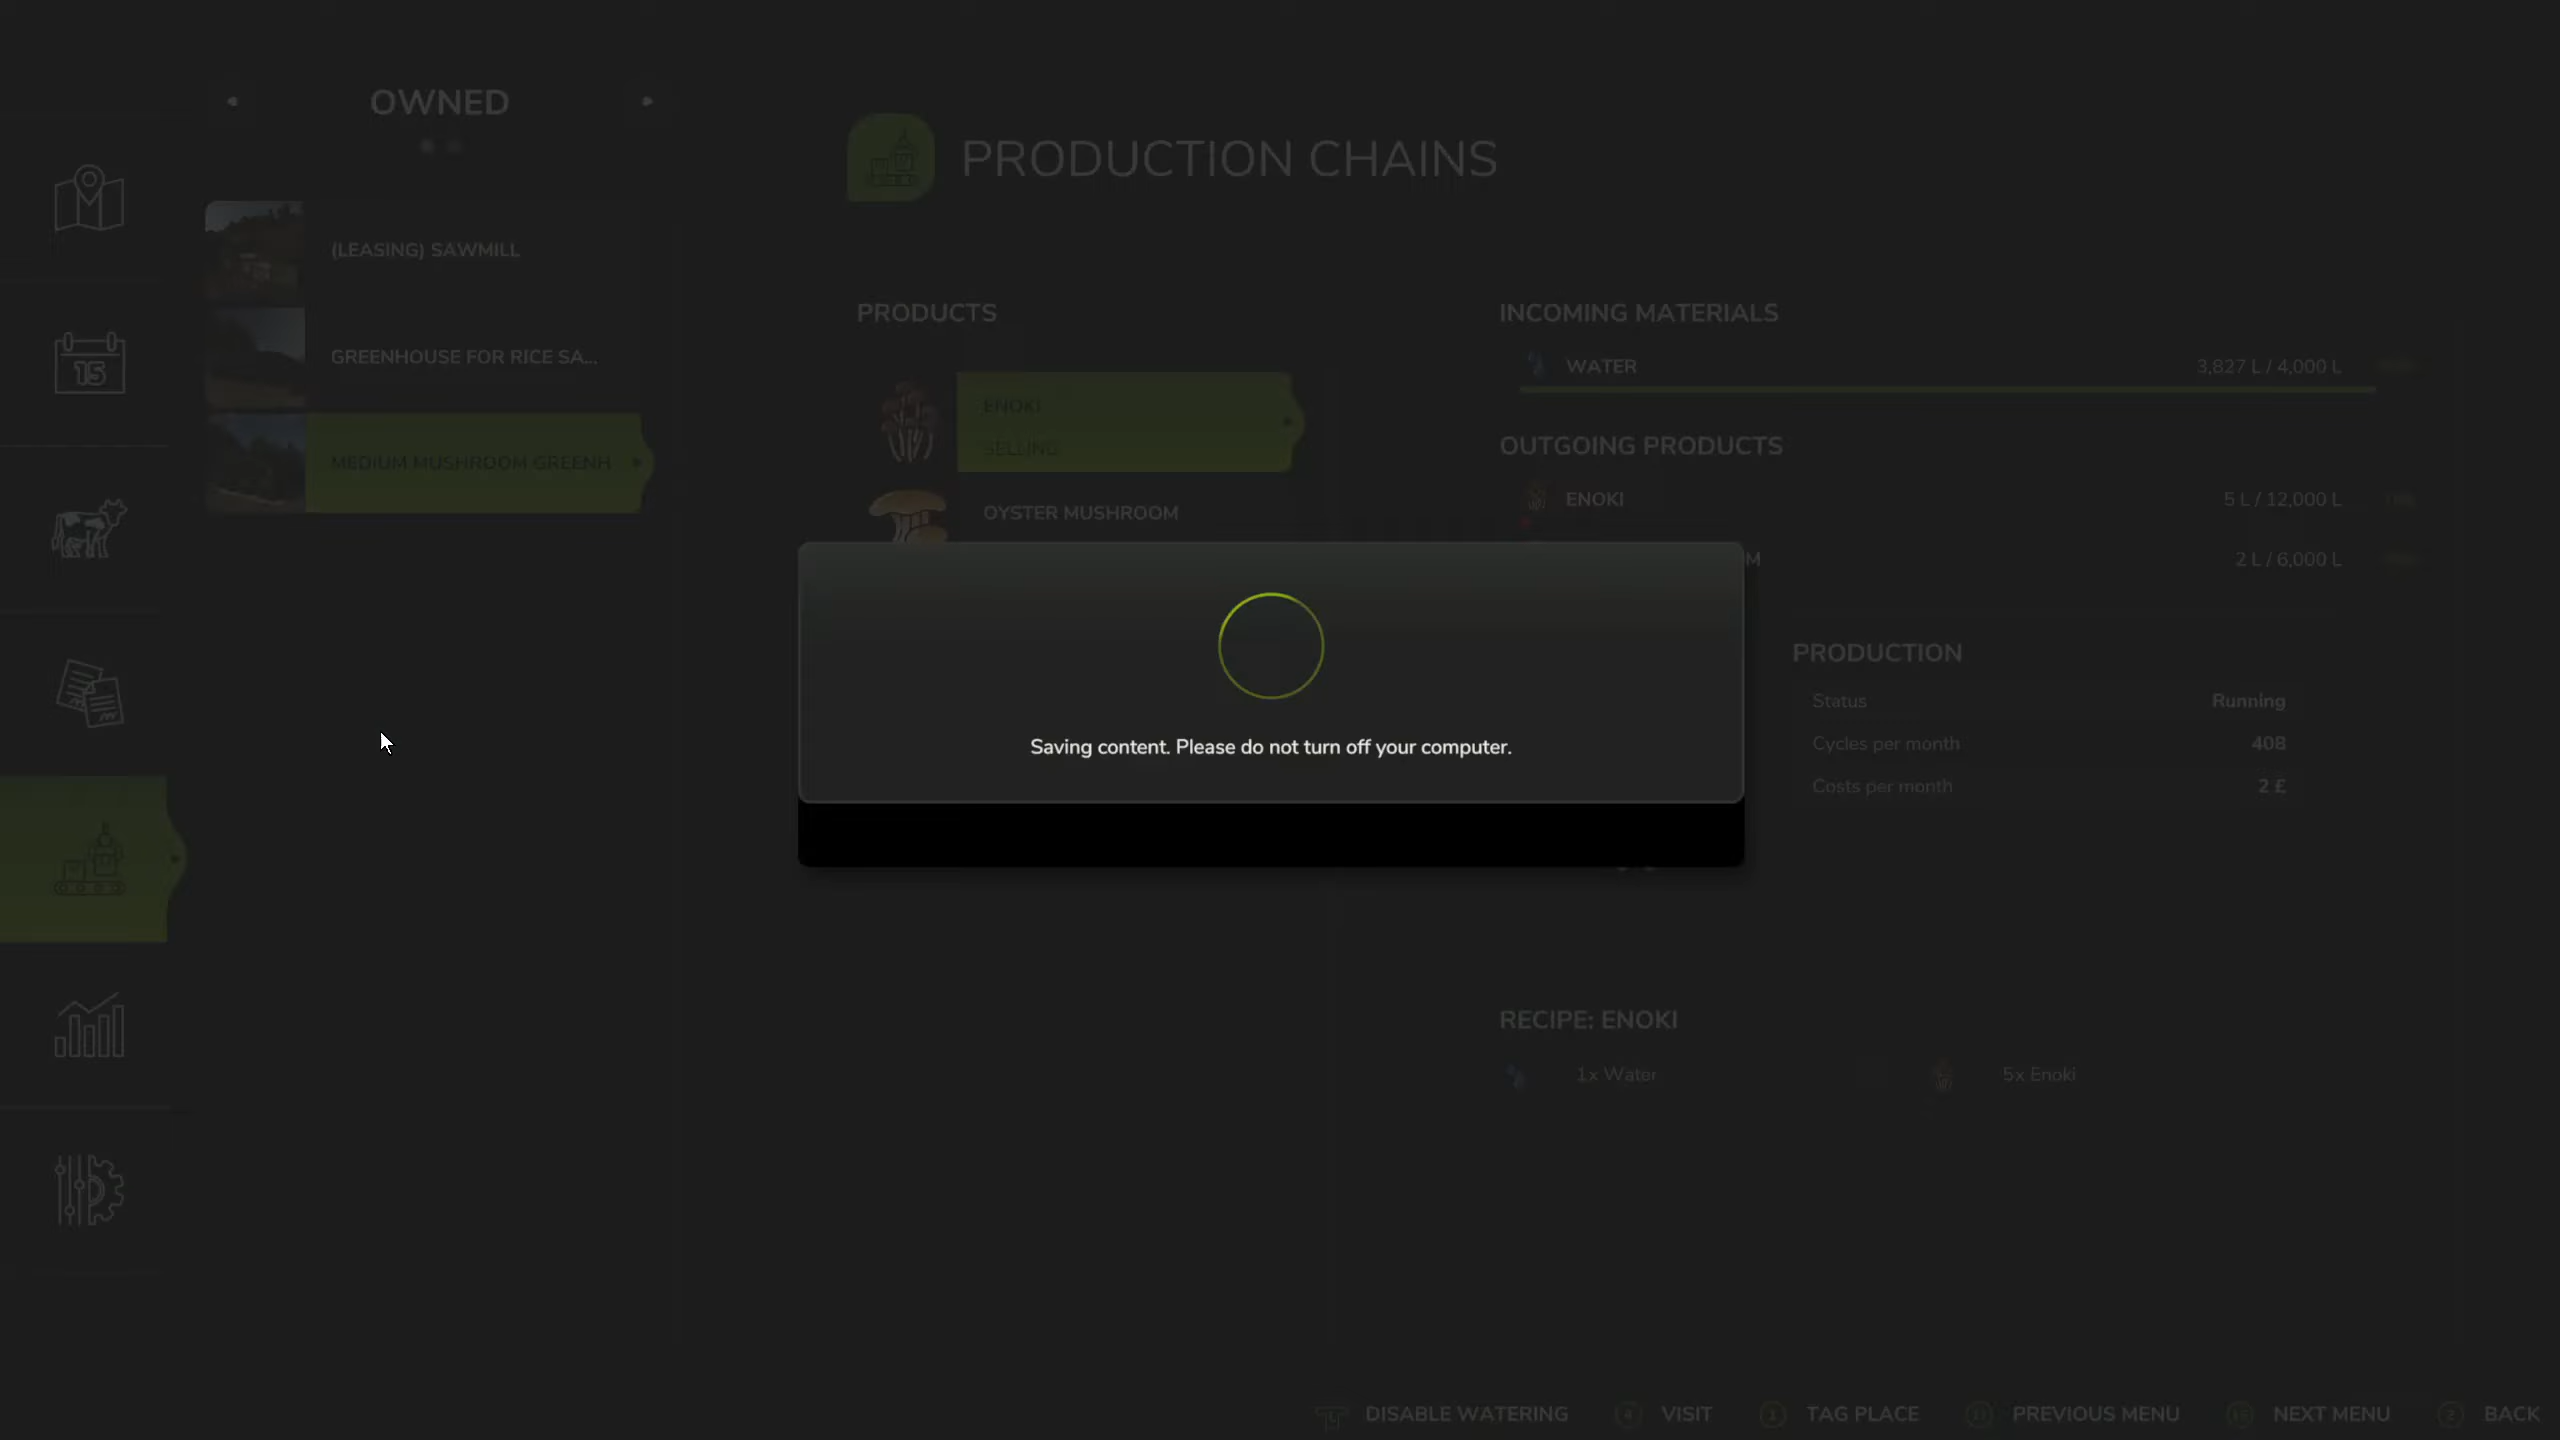 OWNED
PRODUCTION CHAINS
15
(LEASING) SAWMILL
GREENHOUSE FOR RICE SA...
MEDIUM MUSHROOM GREENH
PRODUCTS
ENOKI
SELLING
OYSTER MUSHROOM
INCOMING MATERIALS
WATER 3,827 L / 4,000 L
OUTGOING PRODUCTS
ENOKI 5 L / 12,000 L
M 2 L / 6,000 L
Saving content. Please do not turn off your computer.
PRODUCTION
Status Running
Cycles per month 408
Costs per month 2 £
RECIPE: ENOKI
1x Water 5x Enoki
DISABLE WATERING VISIT TAG PLACE PREVIOUS MENU NEXT MENU BACK